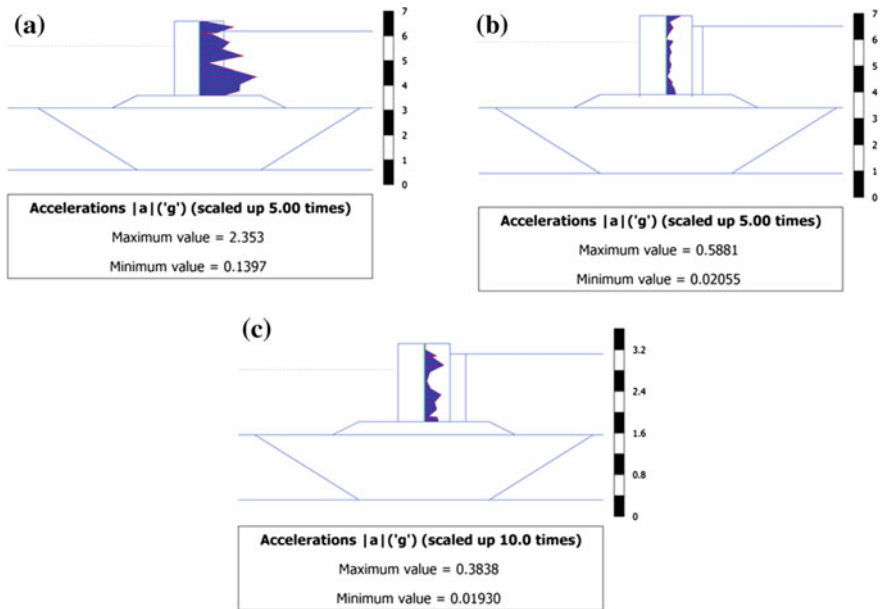 (a)
7
6
5
4
3
2
1
0
Accelerations |a|('g') (scaled up 5.00 times)
Maximum value = 2.353
Minimum value = 0.1397
(b)
7
6
5
4
3
2
1
0
Accelerations |a|('g') (scaled up 5.00 times)
Maximum value = 0.5881
Minimum value = 0.02055
(c)
3.2
2.4
1.6
0.8
0
Accelerations |a|('g') (scaled up 10.0 times)
Maximum value = 0.3838
Minimum value = 0.01930